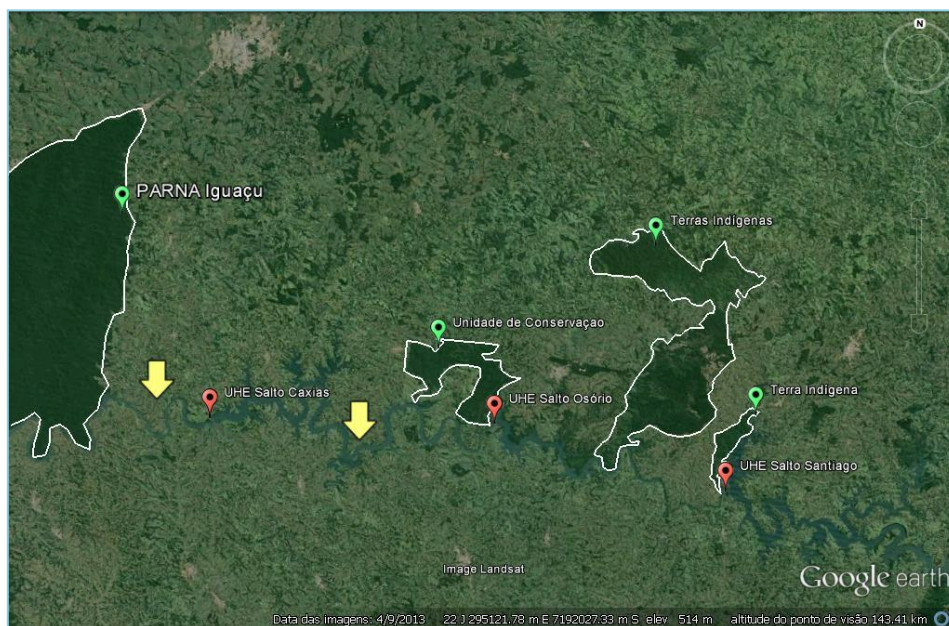 N
PARNA Iguaçu
Terras Indígenas
Unidade de Conservaçao
UHE Salto Caxias
UHE Salto Osório
Terra Indígena
UHE Salto Santiago
Image Landsat
Google earth
Data das imagens: 4/9/2013 22 J 295121.78 m E 7192027.33 m S elev 514 m altitude do ponto de visão 143.41 km